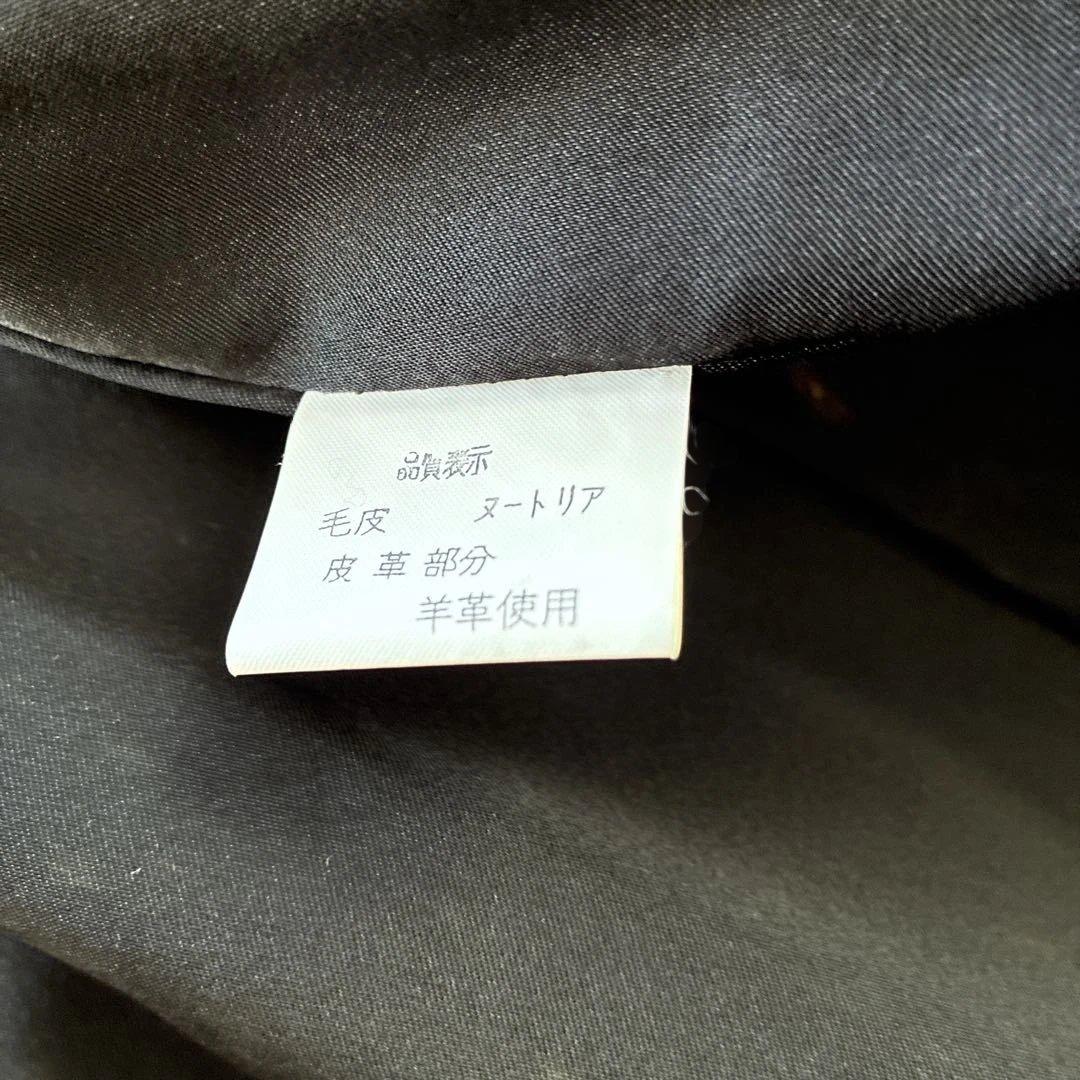 品質表示
毛皮 ヌートリア
皮革部分
羊革使用